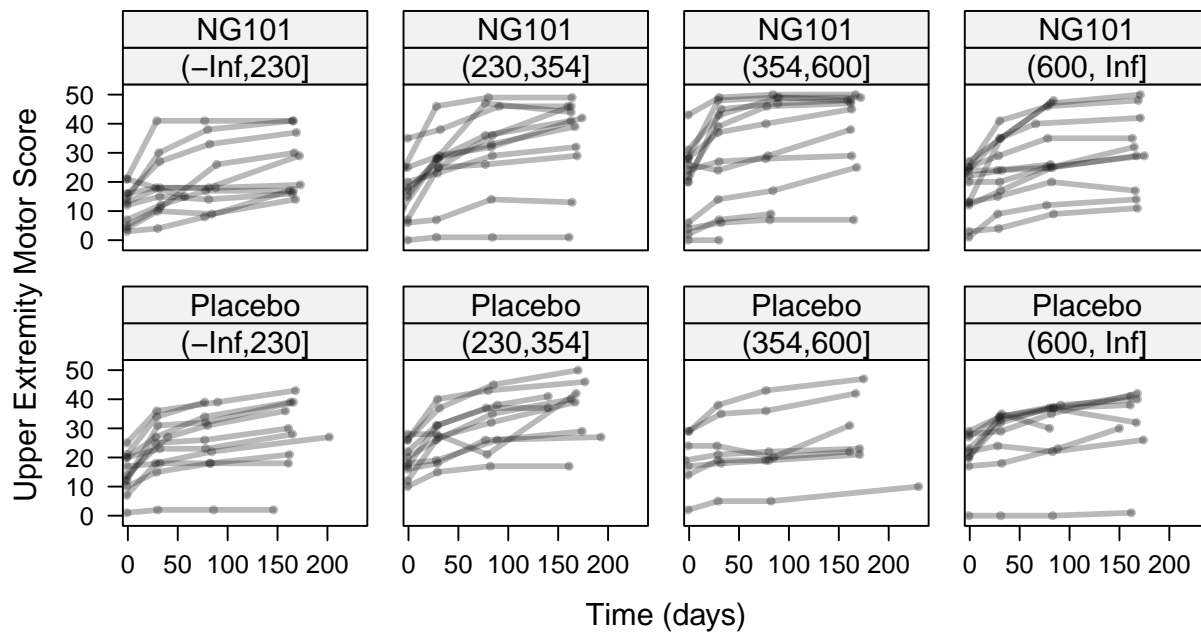 NG101 NG101 NG101 NG101
(−Inf,230] (230,354] (354,600] (600, Inf]
50
40
30
20
10
0
Placebo Placebo Placebo Placebo
(−Inf,230] (230,354] (354,600] (600, Inf]
50
40
30
20
10
0
0 50 100 150 200 0 50 100 150 200 0 50 100 150 200 0 50 100 150 200
Time (days)
Upper Extremity Motor Score